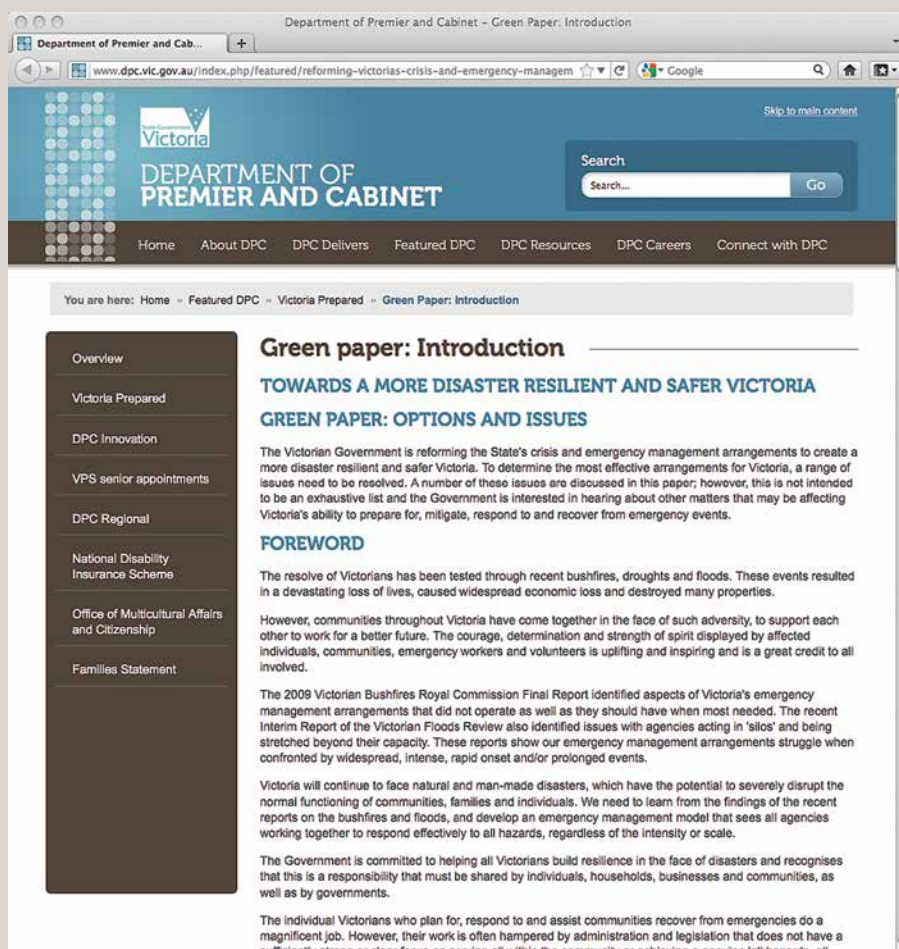 Department of Premier and Cabinet – Green Paper: Introduction
Department of Premier and Cab... +
www.dpc.vic.gov.au/index.php/featured/reforming-victorias-crisis-and-emergency-managem Google
Skip to main content
State Government
Victoria
DEPARTMENT OF
PREMIER AND CABINET
Search
Search... Go
Home About DPC DPC Delivers Featured DPC DPC Resources DPC Careers Connect with DPC
You are here: Home » Featured DPC » Victoria Prepared » Green Paper: Introduction
Overview
Victoria Prepared
DPC Innovation
VPS senior appointments
DPC Regional
National Disability
Insurance Scheme
Office of Multicultural Affairs
and Citizenship
Families Statement
Green paper: Introduction
TOWARDS A MORE DISASTER RESILIENT AND SAFER VICTORIA
GREEN PAPER: OPTIONS AND ISSUES
The Victorian Government is reforming the State's crisis and emergency management arrangements to create a
more disaster resilient and safer Victoria. To determine the most effective arrangements for Victoria, a range of
issues need to be resolved. A number of these issues are discussed in this paper; however, this is not intended
to be an exhaustive list and the Government is interested in hearing about other matters that may be affecting
Victoria's ability to prepare for, mitigate, respond to and recover from emergency events.
FOREWORD
The resolve of Victorians has been tested through recent bushfires, droughts and floods. These events resulted
in a devastating loss of lives, caused widespread economic loss and destroyed many properties.
However, communities throughout Victoria have come together in the face of such adversity, to support each
other to work for a better future. The courage, determination and strength of spirit displayed by affected
individuals, communities, emergency workers and volunteers is uplifting and inspiring and is a great credit to all
involved.
The 2009 Victorian Bushfires Royal Commission Final Report identified aspects of Victoria's emergency
management arrangements that did not operate as well as they should have when most needed. The recent
Interim Report of the Victorian Floods Review also identified issues with agencies acting in 'silos' and being
stretched beyond their capacity. These reports show our emergency management arrangements struggle when
confronted by widespread, intense, rapid onset and/or prolonged events.
Victoria will continue to face natural and man-made disasters, which have the potential to severely disrupt the
normal functioning of communities, families and individuals. We need to learn from the findings of the recent
reports on the bushfires and floods, and develop an emergency management model that sees all agencies
working together to respond effectively to all hazards, regardless of the intensity or scale.
The Government is committed to helping all Victorians build resilience in the face of disasters and recognises
that this is a responsibility that must be shared by individuals, households, businesses and communities, as
well as by governments.
The individual Victorians who plan for, respond to and assist communities recover from emergencies do a
magnificent job. However, their work is often hampered by administration and legislation that does not have a